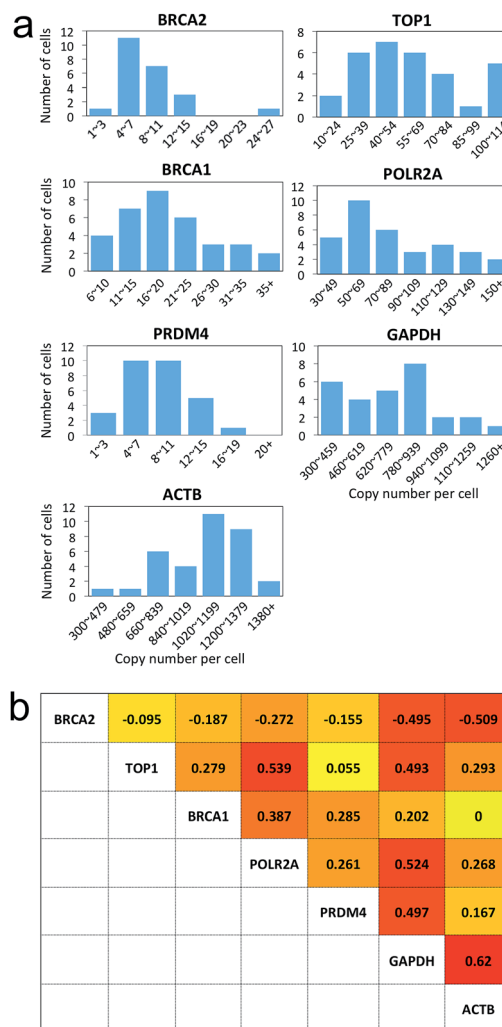 a
BRCA2
Number of cells
12
10
8
6
4
2
0
1~3 4~7 8~11 12~15 16~19 20~23 24~27
TOP1
8
6
4
2
0
10~24 25~39 40~54 55~69 70~84 85~99
BRCA1
Number of cells
10
8
6
4
2
0
6~10 11~15 16~20 21~25 26~30 31~35 35+
POLR2A
12
10
8
6
4
2
0
30~49 50~69 70~89 90~109 110~129 130~149 150+
PRDM4
Number of cells
12
10
8
6
4
2
0
1~3 4~7 8~11 12~15 16~19 20+
GAPDH
10
8
6
4
2
0
300~459 460~619 620~779 780~939 940~1099 110~1259 1260+
Copy number per cell
ACTB
Number of cells
12
10
8
6
4
2
0
300~479 480~659 660~839 840~1019 1020~1199 1200~1379 1380+
Copy number per cell
b
BRCA2 -0.095 -0.187 -0.272 -0.155 -0.495 -0.509
TOP1 0.279 0.539 0.055 0.493 0.293
BRCA1 0.387 0.285 0.202 0
POLR2A 0.261 0.524 0.268
PRDM4 0.497 0.167
GAPDH 0.62
ACTB